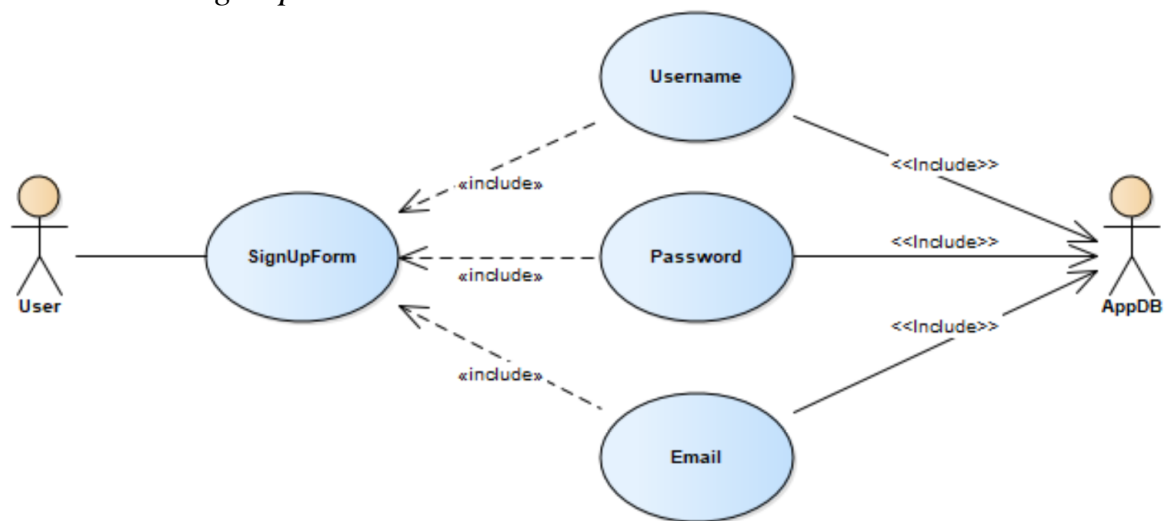 Username
<<Include>>
«include»
SignUpForm
Password
<<Include>>
«include»
User
AppDB
<<Include>>
«include»
Email